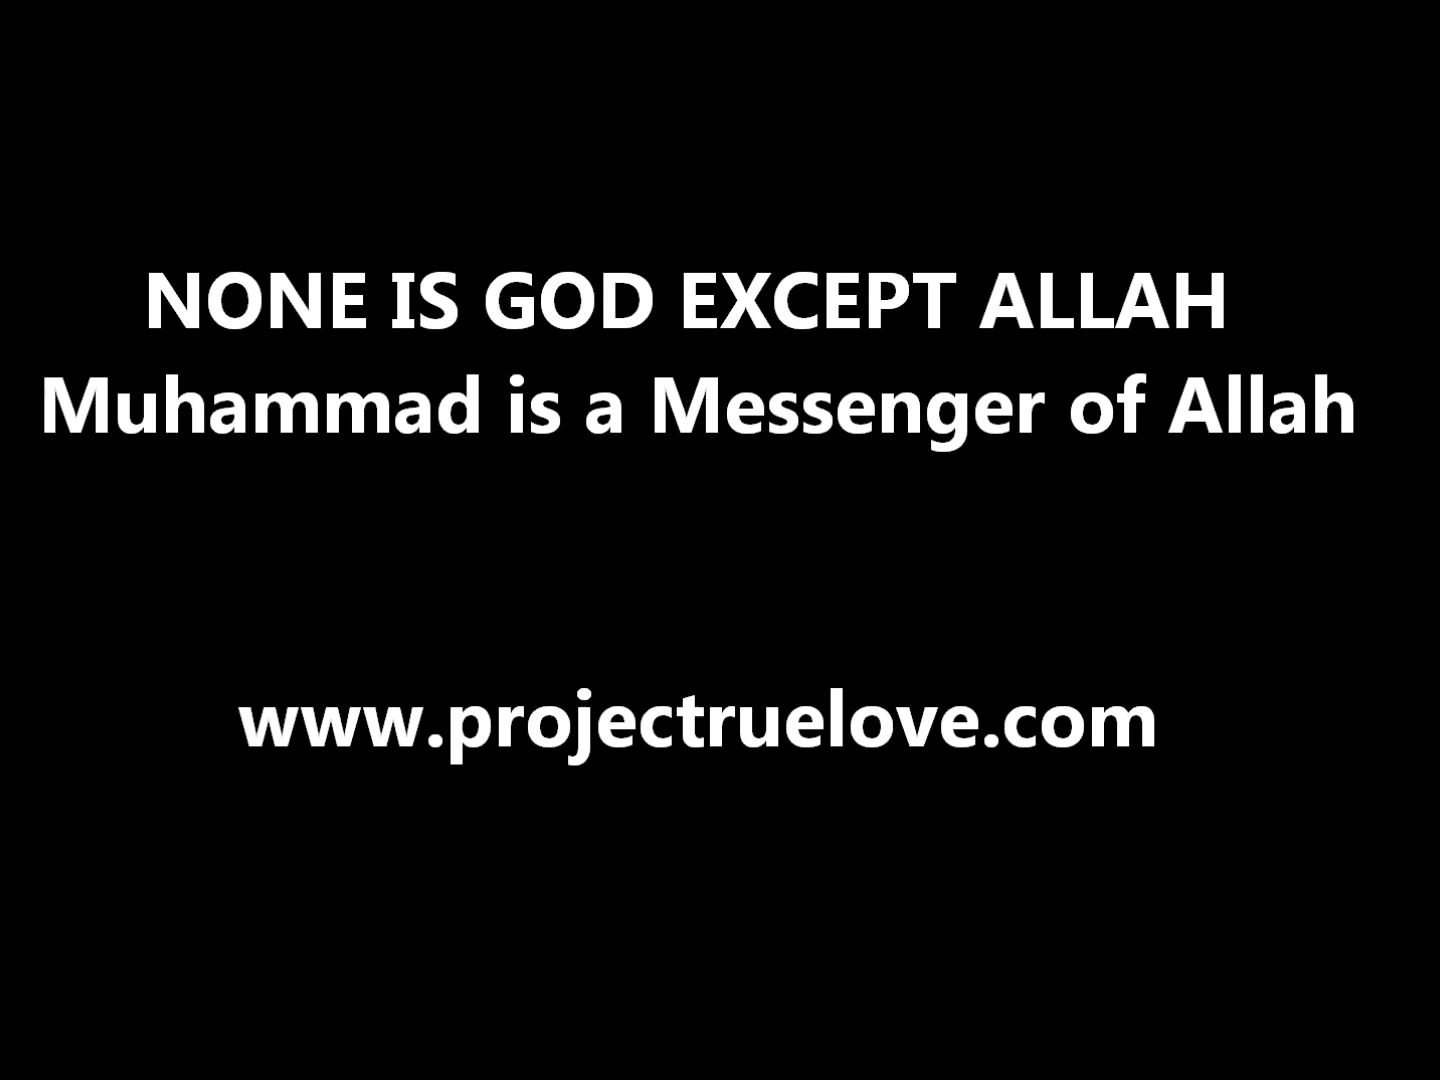 NONE IS GOD EXCEPT ALLAH
Muhammad is a Messenger of Allah
www.projectruelove.com